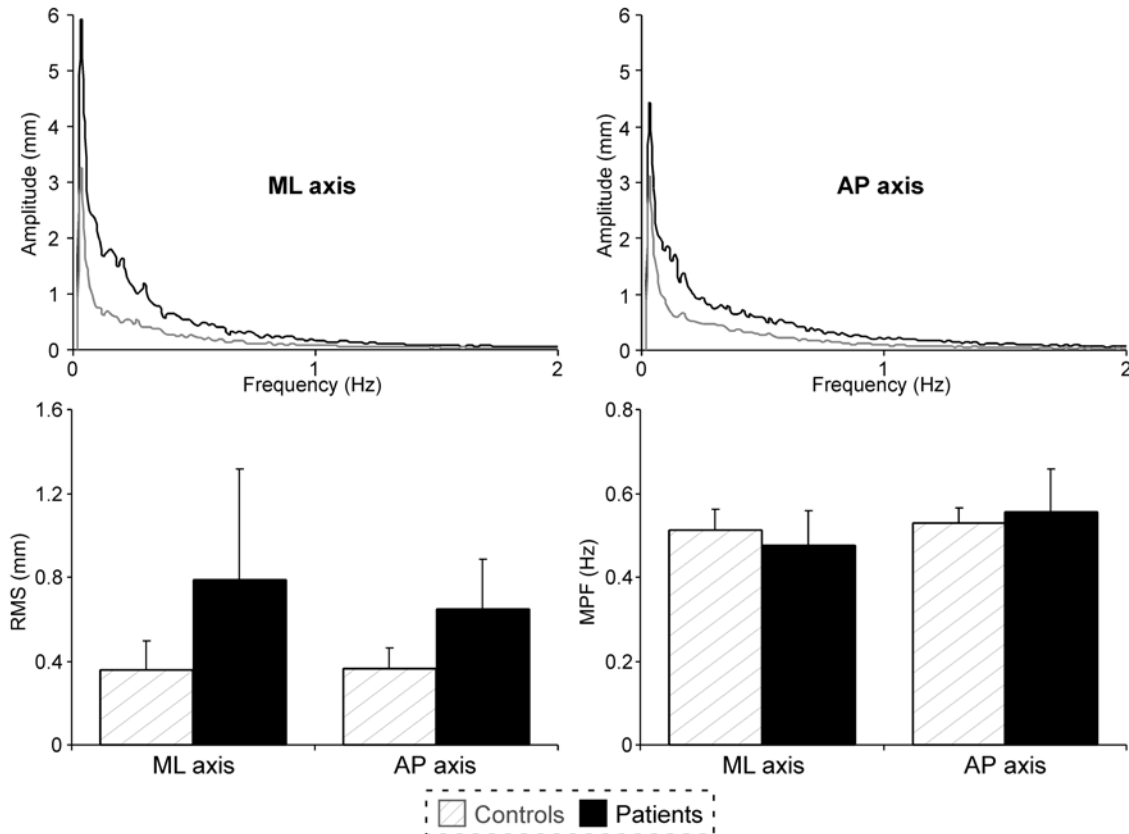 6
5
4
3
2
1
0
Amplitude (mm)
ML axis
0
1
2
Frequency (Hz)
6
5
4
3
2
1
0
Amplitude (mm)
AP axis
0
1
2
Frequency (Hz)
1.6
1.2
0.8
0.4
0
RMS (mm)
ML axis
AP axis
0.8
0.6
0.4
0.2
0
MPF (Hz)
ML axis
AP axis
Controls
Patients